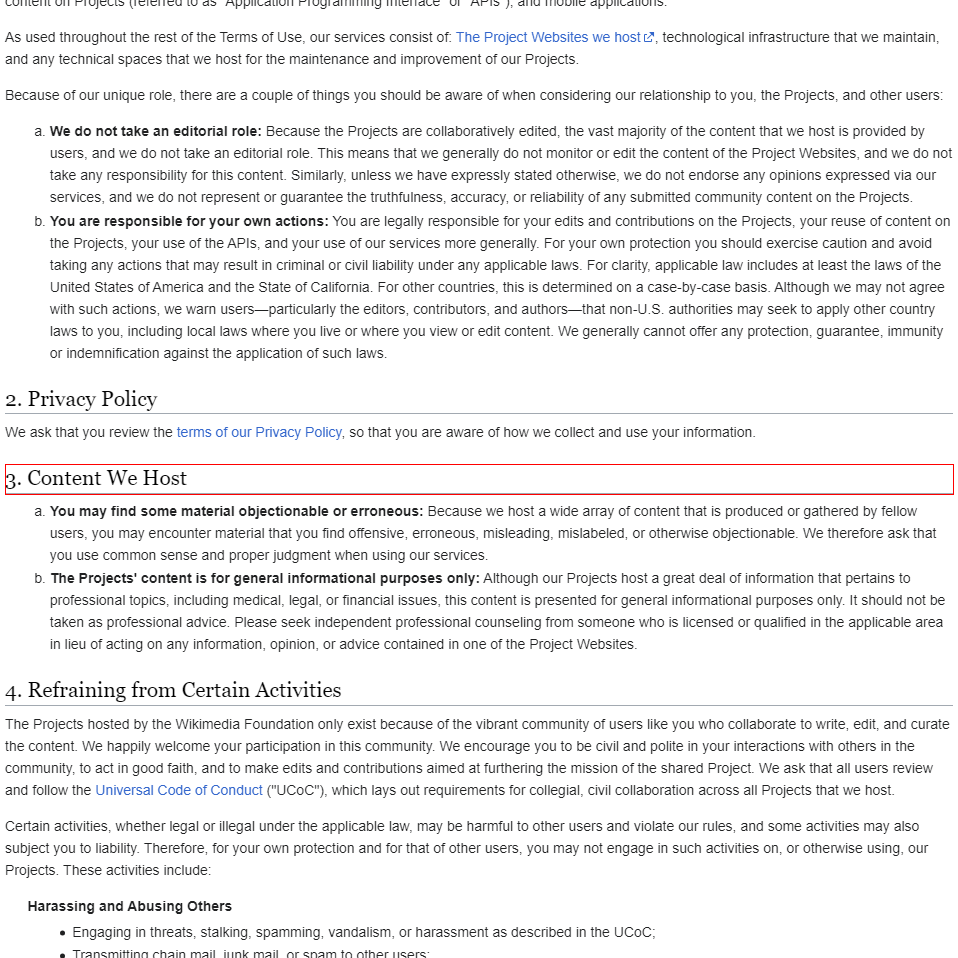 content on Projects (referred to as "Application Programming Interface" or "APIs"), and mobile applications.
As used throughout the rest of the Terms of Use, our services consist of: The Project Websites we host, technological infrastructure that we maintain,
and any technical spaces that we host for the maintenance and improvement of our Projects.
Because of our unique role, there are a couple of things you should be aware of when considering our relationship to you, the Projects, and other users:
a. We do not take an editorial role: Because the Projects are collaboratively edited, the vast majority of the content that we host is provided by
users, and we do not take an editorial role. This means that we generally do not monitor or edit the content of the Project Websites, and we do not
take any responsibility for this content. Similarly, unless we have expressly stated otherwise, we do not endorse any opinions expressed via our
services, and we do not represent or guarantee the truthfulness, accuracy, or reliability of any submitted community content on the Projects.
b. You are responsible for your own actions: You are legally responsible for your edits and contributions on the Projects, your reuse of content on
the Projects, your use of the APIs, and your use of our services more generally. For your own protection you should exercise caution and avoid
taking any actions that may result in criminal or civil liability under any applicable laws. For clarity, applicable law includes at least the laws of the
United States of America and the State of California. For other countries, this is determined on a case-by-case basis. Although we may not agree
with such actions, we warn users—particularly the editors, contributors, and authors—that non-U.S. authorities may seek to apply other country
laws to you, including local laws where you live or where you view or edit content. We generally cannot offer any protection, guarantee, immunity
or indemnification against the application of such laws.
2. Privacy Policy
We ask that you review the terms of our Privacy Policy, so that you are aware of how we collect and use your information.
3. Content We Host
a. You may find some material objectionable or erroneous: Because we host a wide array of content that is produced or gathered by fellow
users, you may encounter material that you find offensive, erroneous, misleading, mislabeled, or otherwise objectionable. We therefore ask that
you use common sense and proper judgment when using our services.
b. The Projects' content is for general informational purposes only: Although our Projects host a great deal of information that pertains to
professional topics, including medical, legal, or financial issues, this content is presented for general informational purposes only. It should not be
taken as professional advice. Please seek independent professional counseling from someone who is licensed or qualified in the applicable area
in lieu of acting on any information, opinion, or advice contained in one of the Project Websites.
4. Refraining from Certain Activities
The Projects hosted by the Wikimedia Foundation only exist because of the vibrant community of users like you who collaborate to write, edit, and curate
the content. We happily welcome your participation in this community. We encourage you to be civil and polite in your interactions with others in the
community, to act in good faith, and to make edits and contributions aimed at furthering the mission of the shared Project. We ask that all users review
and follow the Universal Code of Conduct ("UCoC"), which lays out requirements for collegial, civil collaboration across all Projects that we host.
Certain activities, whether legal or illegal under the applicable law, may be harmful to other users and violate our rules, and some activities may also
subject you to liability. Therefore, for your own protection and for that of other users, you may not engage in such activities on, or otherwise using, our
Projects. These activities include:
Harassing and Abusing Others
• Engaging in threats, stalking, spamming, vandalism, or harassment as described in the UCoC;
• Transmitting chain mail, junk mail, or spam to other users;